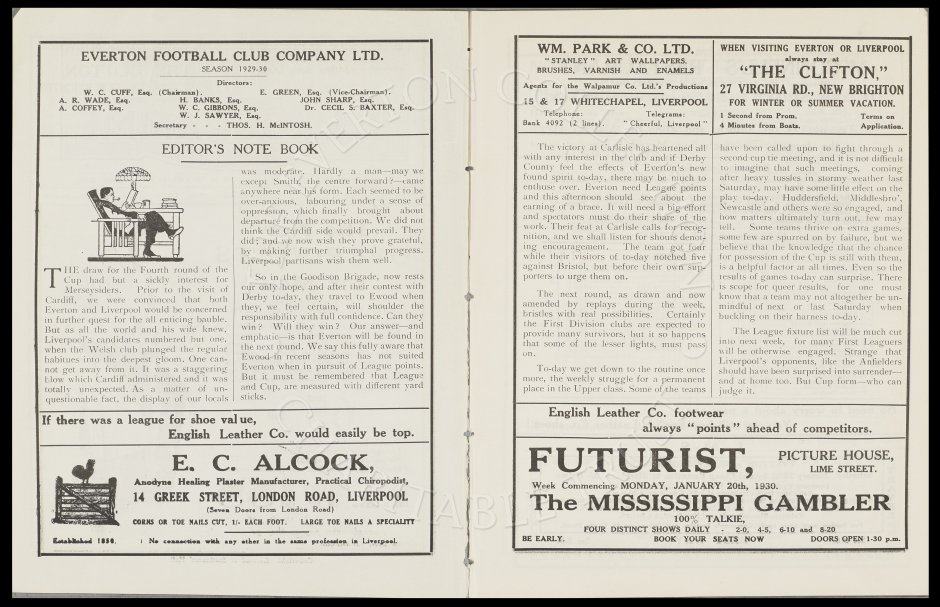 EVERTON FOOTBALL CLUB COMPANY LTD.
SEASON 1929-30
Directors:
W. C. CUFF, Esq. (Chairman). E. GREEN, Esq. (Vice-Chairman).
A. R. WADE, Esq. H. BANKS, Esq. JOHN SHARP, Esq.
A. COFFEY, Esq. W. C. GIBBONS, Esq. Dr. CECIL S. BAXTER, Esq.
W. J. SAWYER, Esq.
Secretary - - - THOS. H. McINTOSH.
EDITOR'S NOTE BOOK
THE draw for the Fourth round of the
Cup had but a sickly interest for
Merseysiders. Prior to the visit of
Cardiff, we were convinced that both
Everton and Liverpool would be concerned
in further quest for the all enticing bauble.
But as all the world and his wife knew,
Liverpool's candidates numbered but one,
when the Welsh club plunged the regular
habitues into the deepest gloom. One can-
not get away from it. It was a staggering
blow which Cardiff administered and it was
totally unexpected. As a matter of un-
questionable fact, the display of our locals
was moderate. Hardly a man—may we
except Smith, the centre forward?—came
anywhere near his form. Each seemed to be
over-anxious, labouring under a sense of
oppression, which finally brought about
departure from the competition. We did not
think the Cardiff side would prevail. They
did; and we now wish they prove grateful,
by making further triumphal progress.
Liverpool partisans wish them well.
So in the Goodison Brigade, now rests
our only hope, and after their contest with
Derby to-day, they travel to Ewood when
they, we feel certain, will shoulder the
responsibility with full confidence. Can they
win? Will they win? Our answer—and
emphatic—is that Everton will be found in
the next round. We say this fully aware that
Ewood in recent seasons has not suited
Everton when in pursuit of League points.
But it must be remembered that League
and Cup, are measured with different yard
sticks.
If there was a league for shoe value,
English Leather Co. would easily be top.
E. C. ALCOCK,
Anodyne Healing Plaster Manufacturer, Practical Chiropodist,
14 GREEK STREET, LONDON ROAD, LIVERPOOL
(Seven Doors from London Road)
CORNS OR TOE NAILS CUT, 1/- EACH FOOT. LARGE TOE NAILS A SPECIALITY
Established 1850. : No connection with any other in the same profession in Liverpool.
WM. PARK & CO. LTD.
"STANLEY" ART WALLPAPERS.
BRUSHES, VARNISH AND ENAMELS
Agents for the Walpamur Co. Ltd.'s Productions
15 & 17 WHITECHAPEL, LIVERPOOL
Telephone: Telegrams:
Bank 4092 (2 lines). "Cheerful, Liverpool"
WHEN VISITING EVERTON OR LIVERPOOL
always stay at
"THE CLIFTON,"
27 VIRGINIA RD., NEW BRIGHTON
FOR WINTER OR SUMMER VACATION.
1 Second from Prom. Terms on
4 Minutes from Boats. Application.
The victory at Carlisle has heartened all
with any interest in the club and if Derby
County feel the effects of Everton's new
found spirit to-day, there may be much to
enthuse over. Everton need League points
and this afternoon should see about the
earning of a brace. It will need a big effort
and spectators must do their share of the
work. Their feat at Carlisle calls for recog-
nition, and we shall listen for shouts denot-
ing encouragement. The team got four
while their visitors of to-day notched five
against Bristol, but before their own sup-
porters to urge them on.
The next round, as drawn and now
amended by replays during the week,
bristles with real possibilities. Certainly
the First Division clubs are expected to
provide many survivors, but it so happens
that some of the lesser lights, must pass
on.
To-day we get down to the routine once
more, the weekly struggle for a permanent
place in the Upper class. Some of the teams
have been called upon to fight through a
second cup tie meeting, and it is not difficult
to imagine that such meetings, coming
after heavy tussles in stormy weather last
Saturday, may have some little effect on the
play to-day. Huddersfield, Middlesbro',
Newcastle and others were so engaged, and
how matters ultimately turn out, few may
tell. Some teams thrive on extra games,
some few are spurred on by failure, but we
believe that the knowledge that the chance
for possession of the Cup is still with them,
is a helpful factor at all times. Even so the
results of games to-day can surprise. There
is scope for queer results, for one must
know that a team may not altogether be un-
mindful of next or last Saturday when
buckling on their harness to-day.
The League fixture list will be much cut
into next week, for many First Leaguers
will be otherwise engaged. Strange that
Liverpool's opponents, like the Anfielders
should have been surprised into surrender—
and at home too. But Cup form—who can
judge it.
English Leather Co. footwear
always "points" ahead of competitors.
FUTURIST, PICTURE HOUSE,
LIME STREET.
Week Commencing MONDAY, JANUARY 20th, 1930.
The MISSISSIPPI GAMBLER
100% TALKIE,
FOUR DISTINCT SHOWS DAILY - 2-0, 4-5, 6-10 and 8-20
BE EARLY. BOOK YOUR SEATS NOW DOORS OPEN 1-30 p.m.